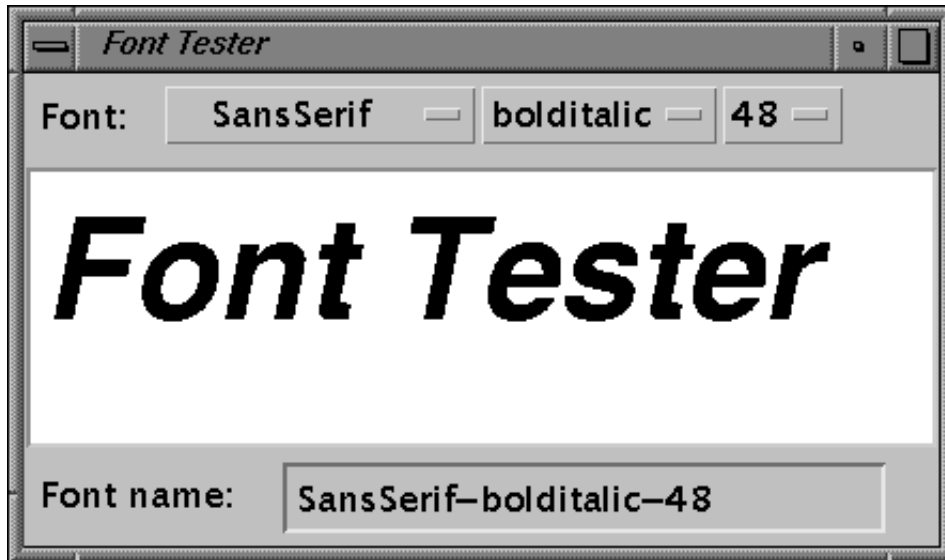 Font Tester
Font: SansSerif bolditalic 48
Font Tester
Font name: SansSerif–bolditalic–48